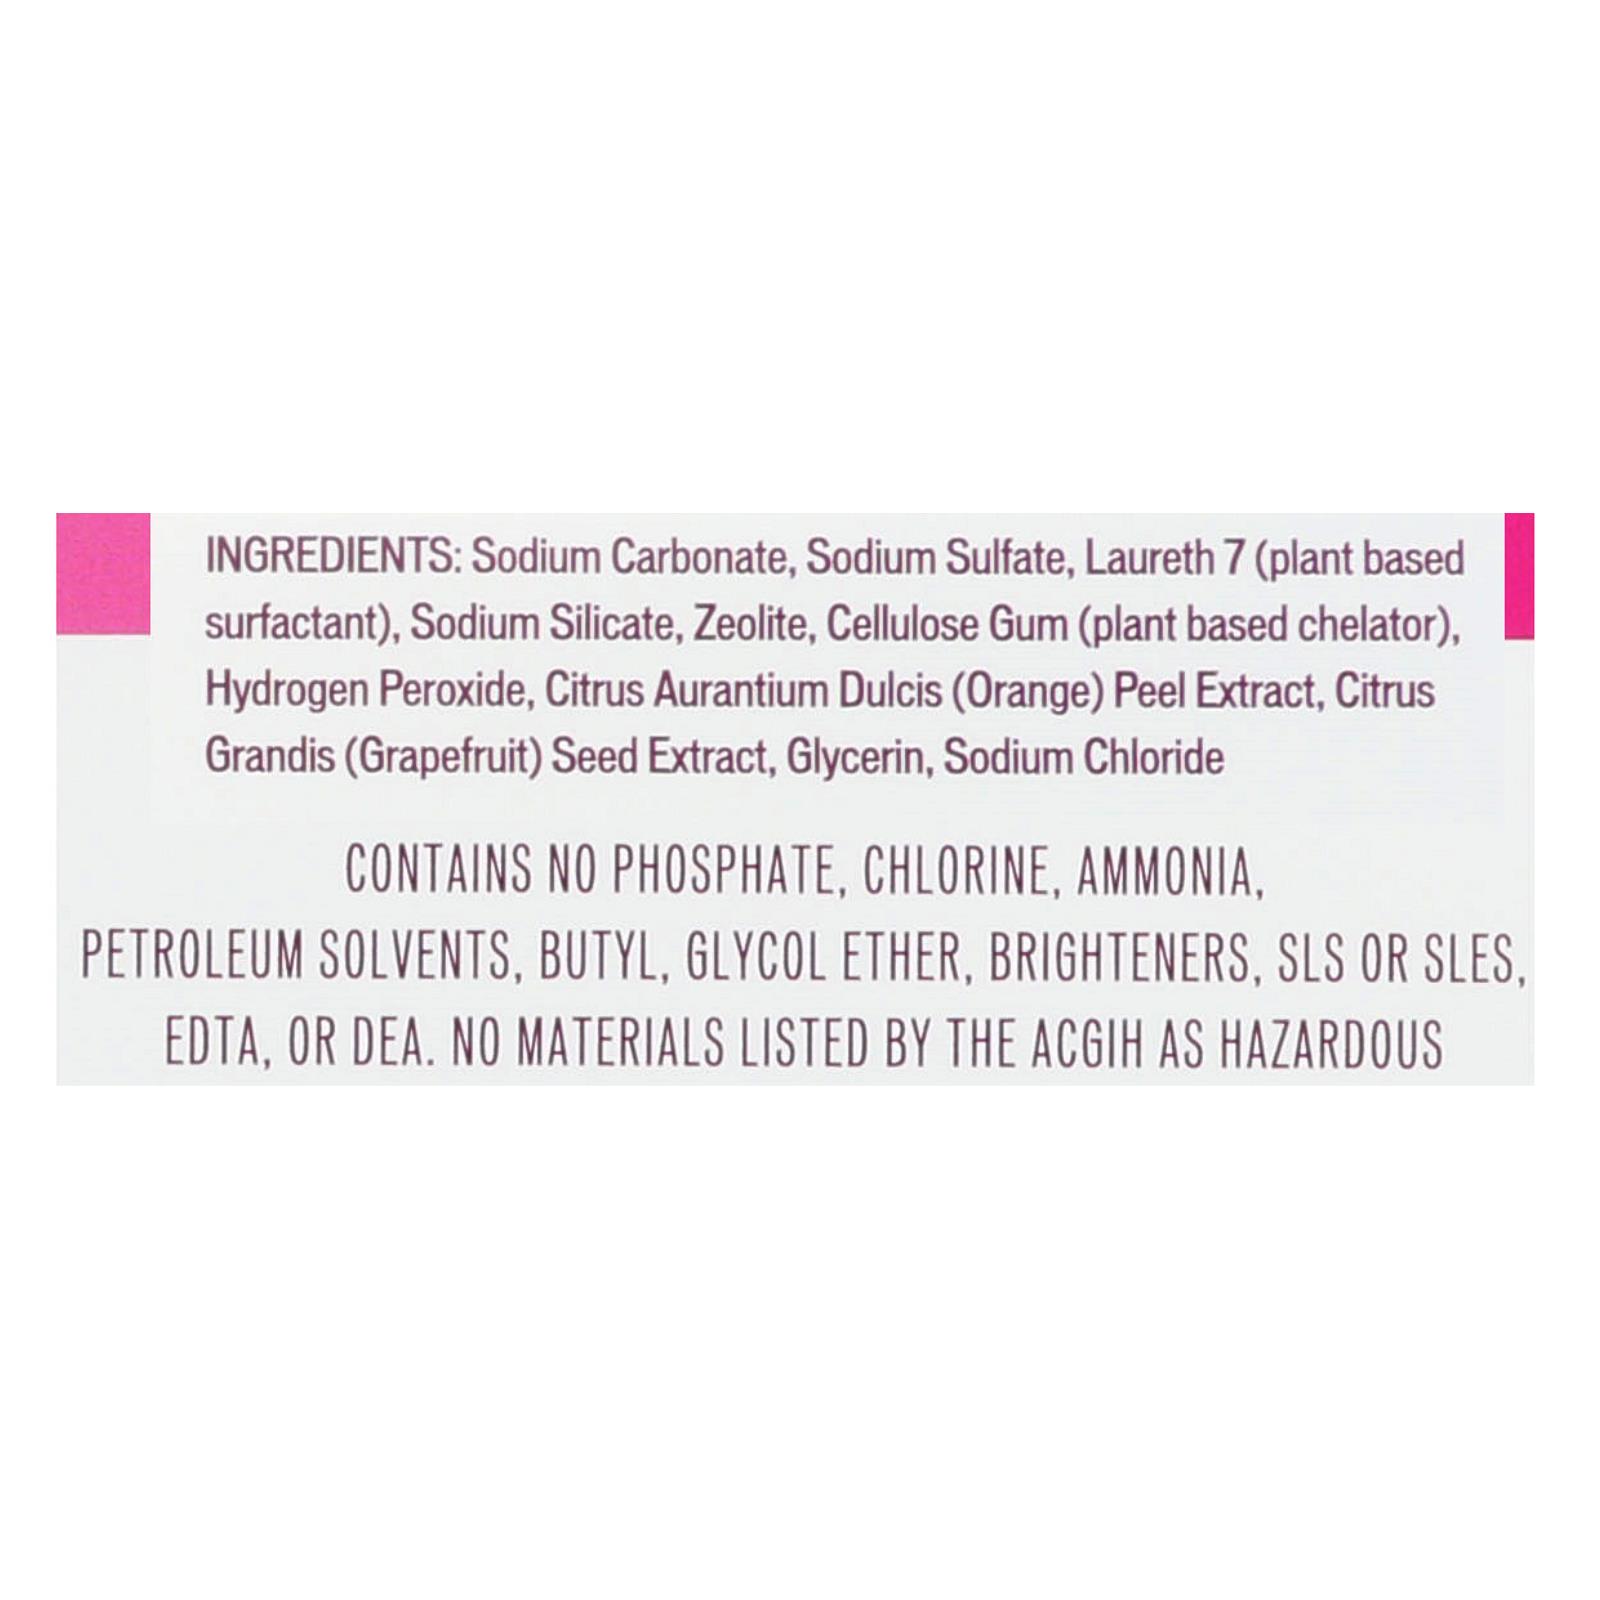 INGREDIENTS: Sodium Carbonate, Sodium Sulfate, Laureth 7 (plant based
surfactant), Sodium Silicate, Zeolite, Cellulose Gum (plant based chelator),
Hydrogen Peroxide, Citrus Aurantium Dulcis (Orange) Peel Extract, Citrus
Grandis (Grapefruit) Seed Extract, Glycerin, Sodium Chloride
CONTAINS NO PHOSPHATE, CHLORINE, AMMONIA,
PETROLEUM SOLVENTS, BUTYL, GLYCOL ETHER, BRIGHTENERS, SLS OR SLES,
EDTA, OR DEA. NO MATERIALS LISTED BY THE ACGIH AS HAZARDOUS